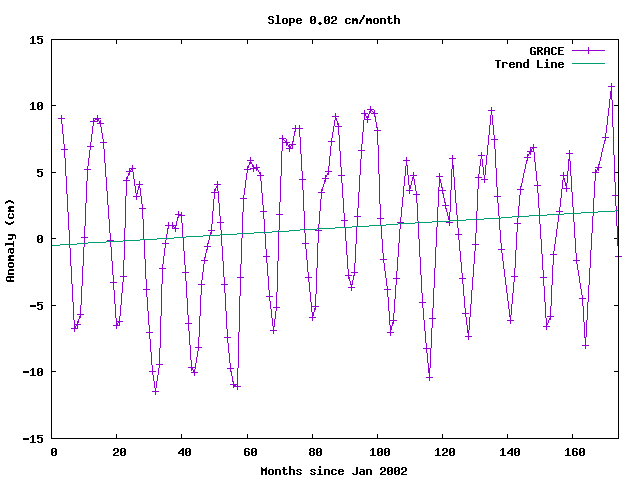 Slope 0.02 cm/month
GRACE
Trend Line
15
10
5
0
-5
-10
-15
Anomaly (cm)
0 20 40 60 80 100 120 140 160
Months since Jan 2002